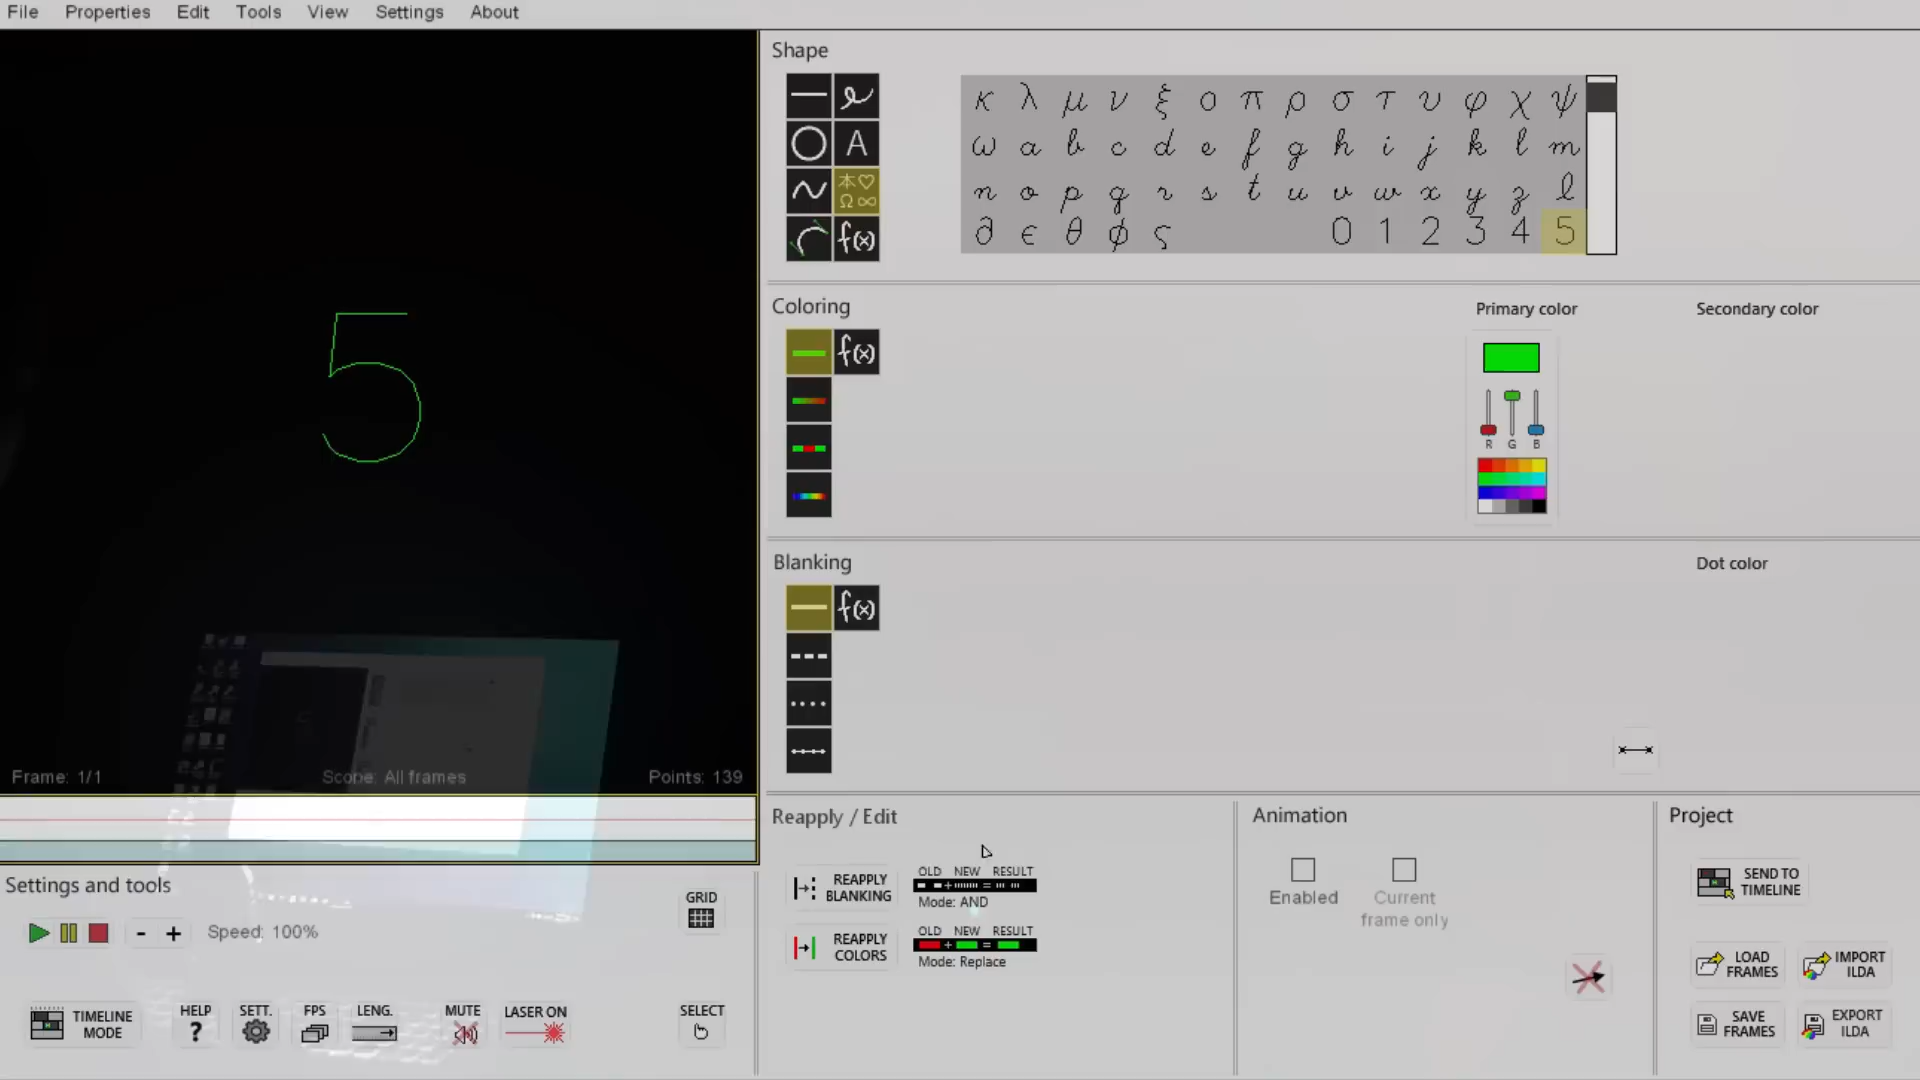 File Properties Edit Tools View Settings About
Shape
A
本♡
Ω∞
f(x)
κ λ μ ν ξ ο π ρ σ τ υ φ χ ψ
ω a b c d e f g h i j k l m
n o p q r s t u v w x y z l
∂ ϵ θ ϕ ς 0 1 2 3 4 5
5
Coloring
f(x)
Primary color
Secondary color
R G B
Blanking
f(x)
Dot color
Frame: 1/1 Scope: All frames Points: 139
Settings and tools
GRID
- + Speed: 100%
TIMELINE
MODE
HELP
?
SETT.
FPS
LENG.
MUTE
LASER ON
SELECT
Reapply / Edit
REAPPLY
BLANKING
OLD NEW RESULT
+ =
Mode: AND
REAPPLY
COLORS
OLD NEW RESULT
+ =
Mode: Replace
Animation
Enabled
Current
frame only
Project
SEND TO
TIMELINE
LOAD
FRAMES
IMPORT
ILDA
SAVE
FRAMES
EXPORT
ILDA